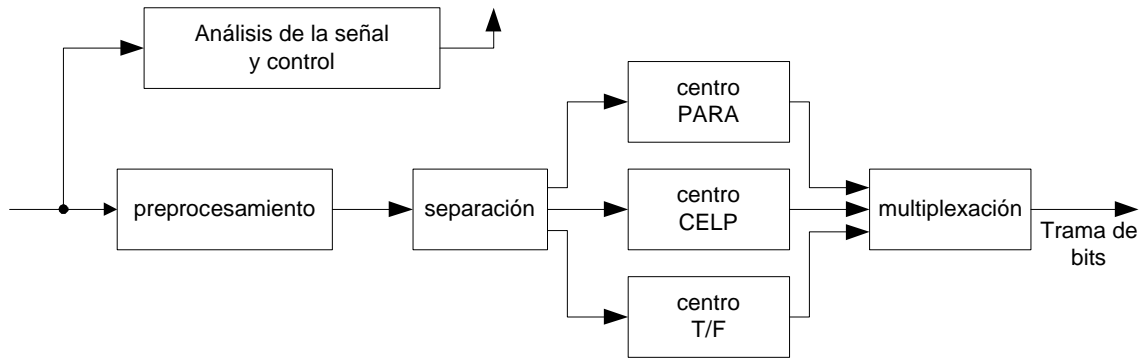 Análisis de la señal
y control
centro
PARA
preprocesamiento
separación
centro
CELP
multiplexación
Trama de
bits
centro
T/F